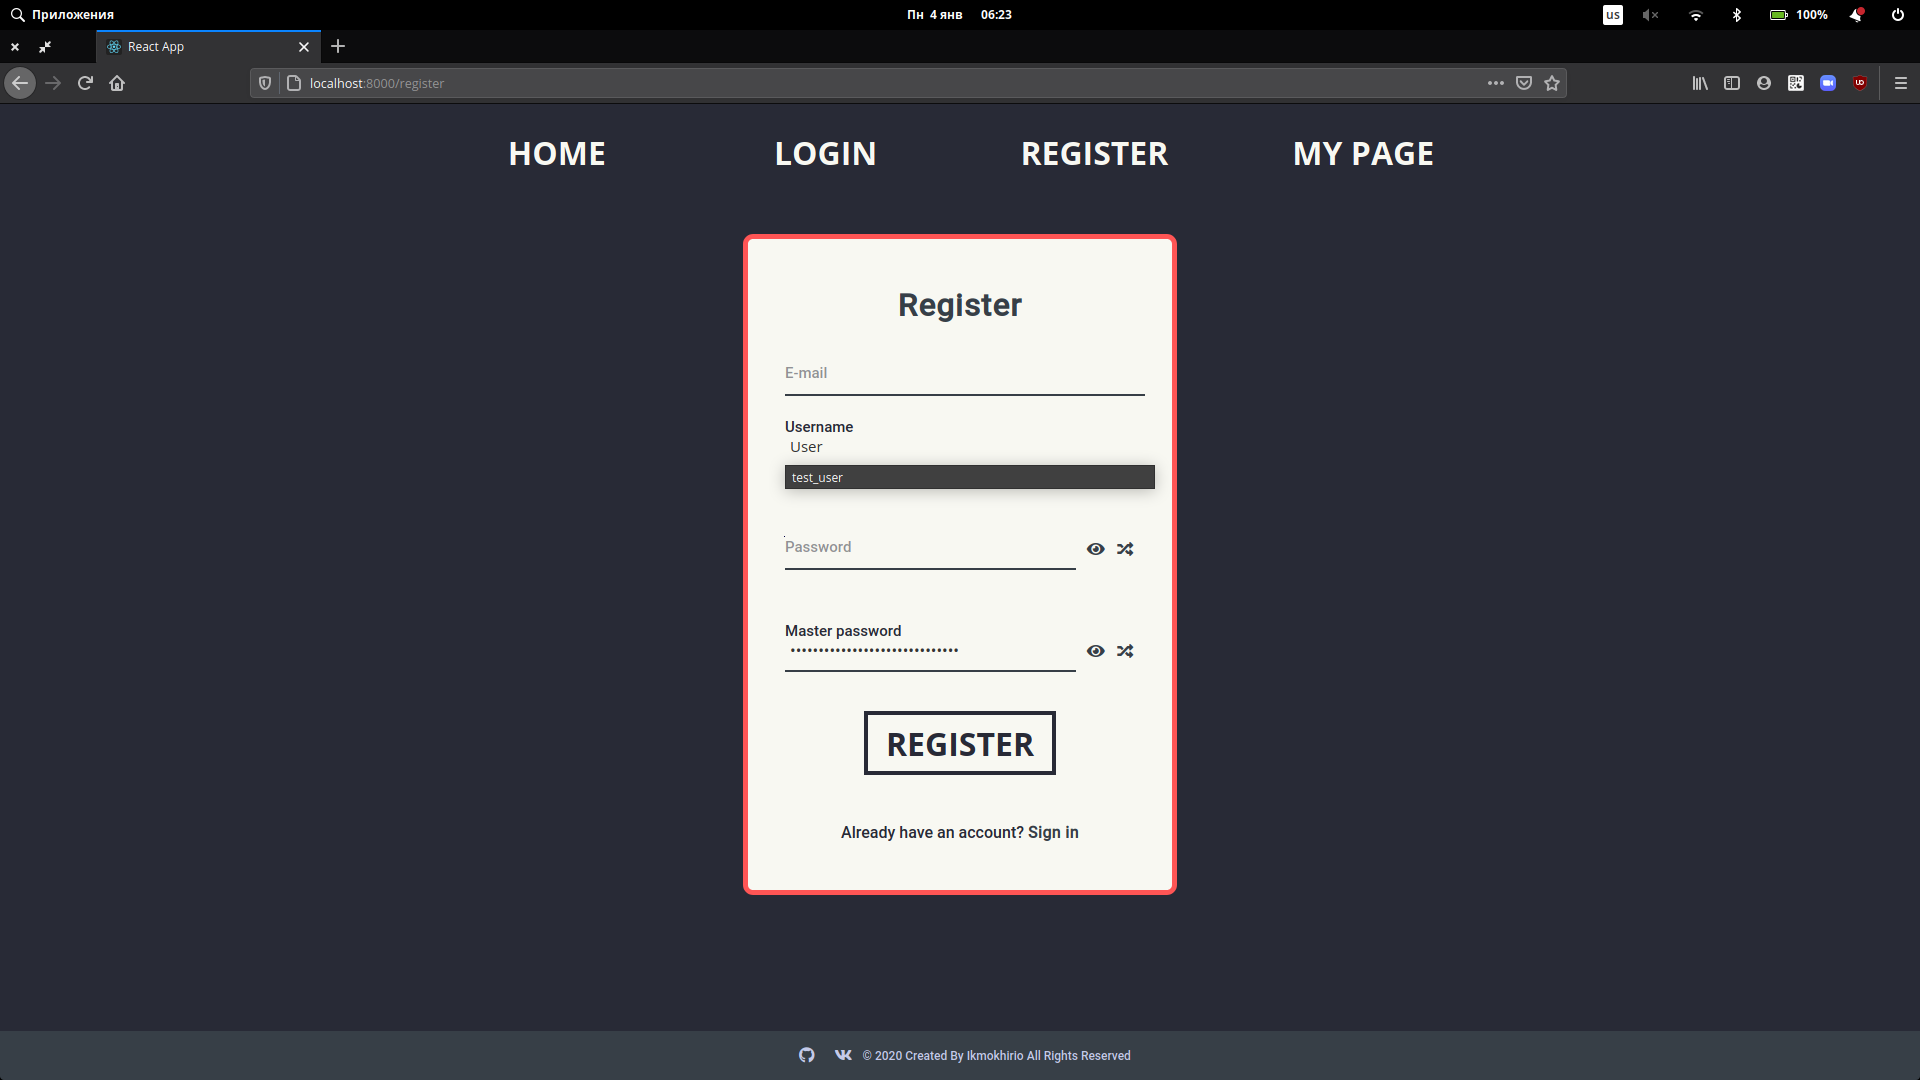 Приложения
Пн 4 янв 06:23
us
100%
React App
localhost:8000/register
HOME
LOGIN
REGISTER
MY PAGE
Register
E-mail
Username
User
test_user
Password
Master password
••••••••••••••••••••••••••••••
REGISTER
Already have an account? Sign in
© 2020 Created By Ikmokhirio All Rights Reserved